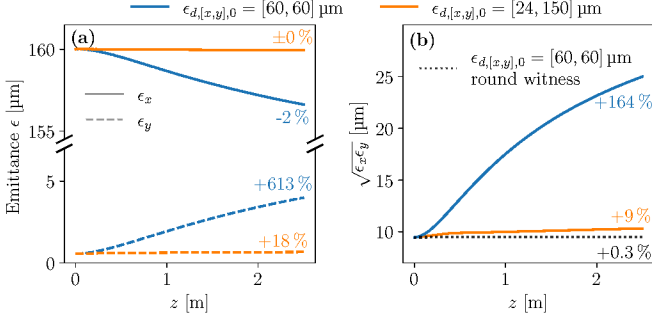 ϵd,[x,y],0 = [60, 60] µm
ϵd,[x,y],0 = [24, 150] µm
(a)
160
155
5
0
Emittance ϵ [µm]
±0 %
-2 %
ϵx
ϵy
+613 %
+18 %
0
1
2
z [m]
(b)
ϵd,[x,y],0 = [60, 60] µm
round witness
25
20
15
10
√ϵxϵy [µm]
+164 %
+9 %
+0.3 %
0
1
2
z [m]